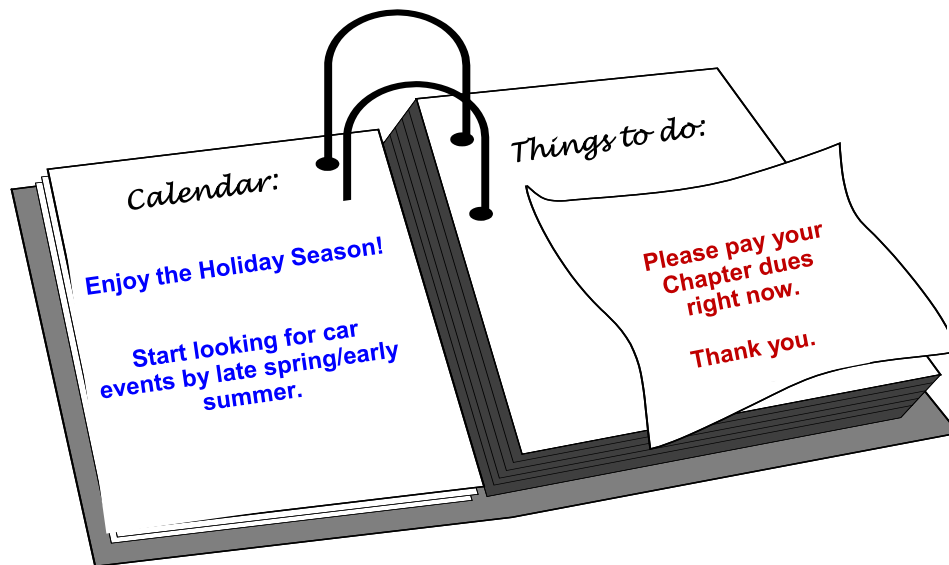 Calendar:
Enjoy the Holiday Season!
Start looking for car
events by late spring/early
summer.
Things to do:
Please pay your
Chapter dues
right now.
Thank you.